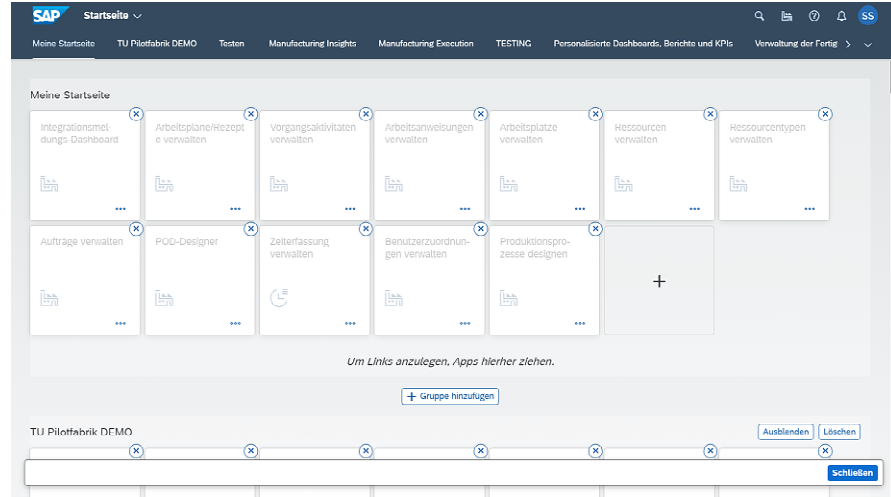 SAP Startseite SS
Meine Startseite TU Pilotfabrik DEMO Testen Manufacturing Insights Manufacturing Execution TESTING Personalisierte Dashboards, Berichte und KPIs Verwaltung der Fertig
Meine Startseite
Integrationsmel-
dungs-Dashboard
Arbeitspläne/Rezept
e verwalten
Vorgangsaktivitäten
verwalten
Arbeitsanweisungen
verwalten
Arbeitsplätze
verwalten
Ressourcen
verwalten
Ressourcentypen
verwalten
Aufträge verwalten
POD-Designer
Zeiterfassung
verwalten
Benutzerzuordnun-
gen verwalten
Produktionspro-
zesse designen
Um Links anzulegen, Apps hierher ziehen.
+ Gruppe hinzufügen
TU Pilotfabrik DEMO Ausblenden Löschen
Schließen